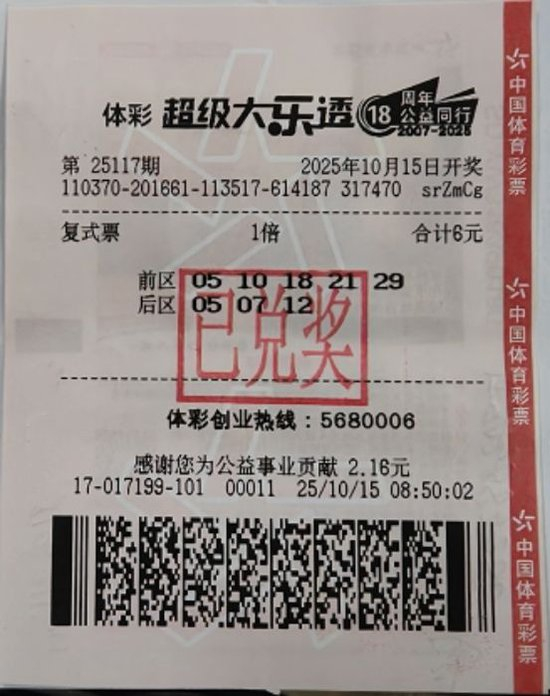 体彩 超级大乐透 18 周年 公益同行 2007-2025
第 25117期 2025年10月15日开奖
110370-201661-113517-614187 317470 srZmCg
复式票 1倍 合计6元
前区 05 10 18 21 29
后区 05 07 12
已兑奖
体彩创业热线：5680006
感谢您为公益事业贡献 2.16元
17-017199-101 00011 25/10/15 08:50:02
中国体育彩票
中国体育彩票
中国体育彩票